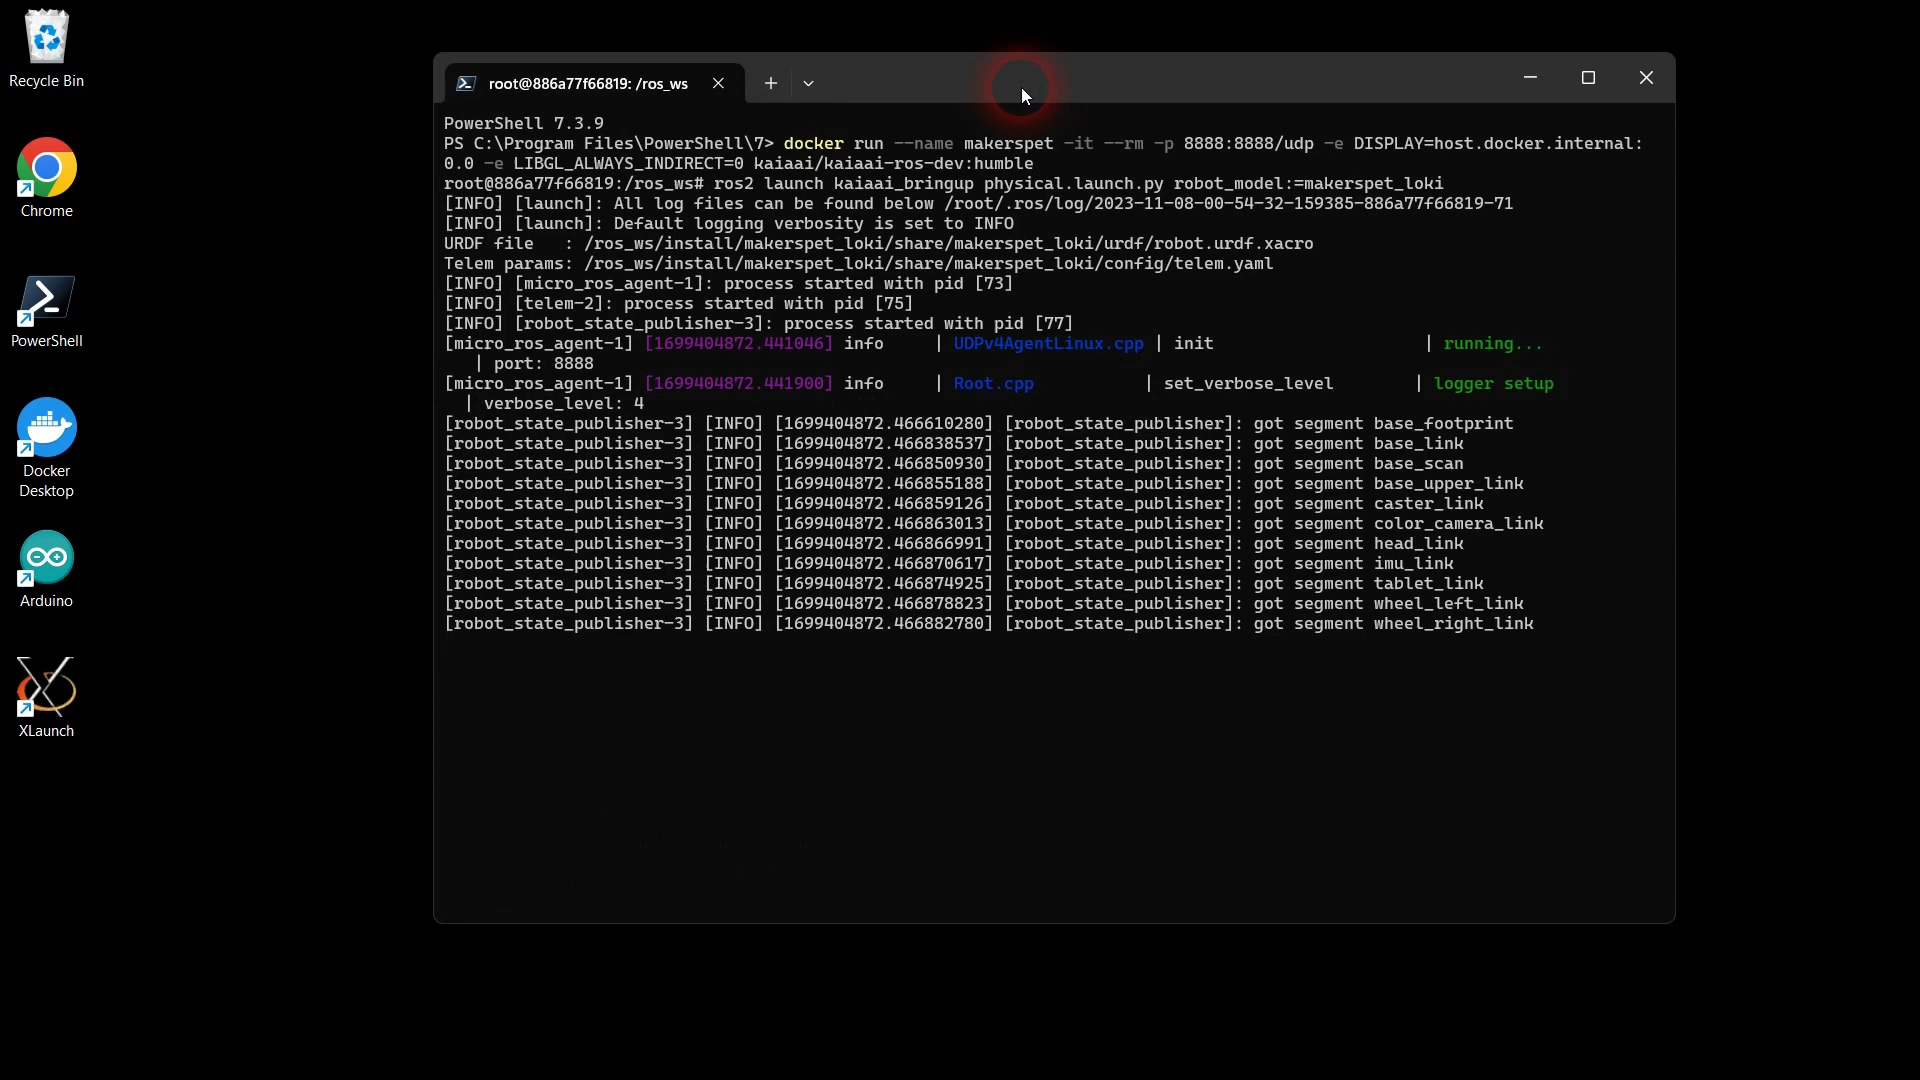 Recycle Bin
Chrome
PowerShell
Docker
Desktop
Arduino
XLaunch
root@886a77f66819: /ros_ws
PowerShell 7.3.9
PS C:\Program Files\PowerShell\7> docker run --name makerspet -it --rm -p 8888:8888/udp -e DISPLAY=host.docker.internal:
0.0 -e LIBGL_ALWAYS_INDIRECT=0 kaiaai/kaiaai-ros-dev:humble
root@886a77f66819:/ros_ws# ros2 launch kaiaai_bringup physical.launch.py robot_model:=makerspet_loki
[INFO] [launch]: All log files can be found below /root/.ros/log/2023-11-08-00-54-32-159385-886a77f66819-71
[INFO] [launch]: Default logging verbosity is set to INFO
URDF file   : /ros_ws/install/makerspet_loki/share/makerspet_loki/urdf/robot.urdf.xacro
Telem params: /ros_ws/install/makerspet_loki/share/makerspet_loki/config/telem.yaml
[INFO] [micro_ros_agent-1]: process started with pid [73]
[INFO] [telem-2]: process started with pid [75]
[INFO] [robot_state_publisher-3]: process started with pid [77]
[micro_ros_agent-1] [1699404872.441046] info     | UDPv4AgentLinux.cpp | init                     | running...
| port: 8888
[micro_ros_agent-1] [1699404872.441900] info     | Root.cpp           | set_verbose_level        | logger setup
| verbose_level: 4
[robot_state_publisher-3] [INFO] [1699404872.466610280] [robot_state_publisher]: got segment base_footprint
[robot_state_publisher-3] [INFO] [1699404872.466838537] [robot_state_publisher]: got segment base_link
[robot_state_publisher-3] [INFO] [1699404872.466850930] [robot_state_publisher]: got segment base_scan
[robot_state_publisher-3] [INFO] [1699404872.466855188] [robot_state_publisher]: got segment base_upper_link
[robot_state_publisher-3] [INFO] [1699404872.466859126] [robot_state_publisher]: got segment caster_link
[robot_state_publisher-3] [INFO] [1699404872.466863013] [robot_state_publisher]: got segment color_camera_link
[robot_state_publisher-3] [INFO] [1699404872.466866991] [robot_state_publisher]: got segment head_link
[robot_state_publisher-3] [INFO] [1699404872.466870617] [robot_state_publisher]: got segment imu_link
[robot_state_publisher-3] [INFO] [1699404872.466874925] [robot_state_publisher]: got segment tablet_link
[robot_state_publisher-3] [INFO] [1699404872.466878823] [robot_state_publisher]: got segment wheel_left_link
[robot_state_publisher-3] [INFO] [1699404872.466882780] [robot_state_publisher]: got segment wheel_right_link